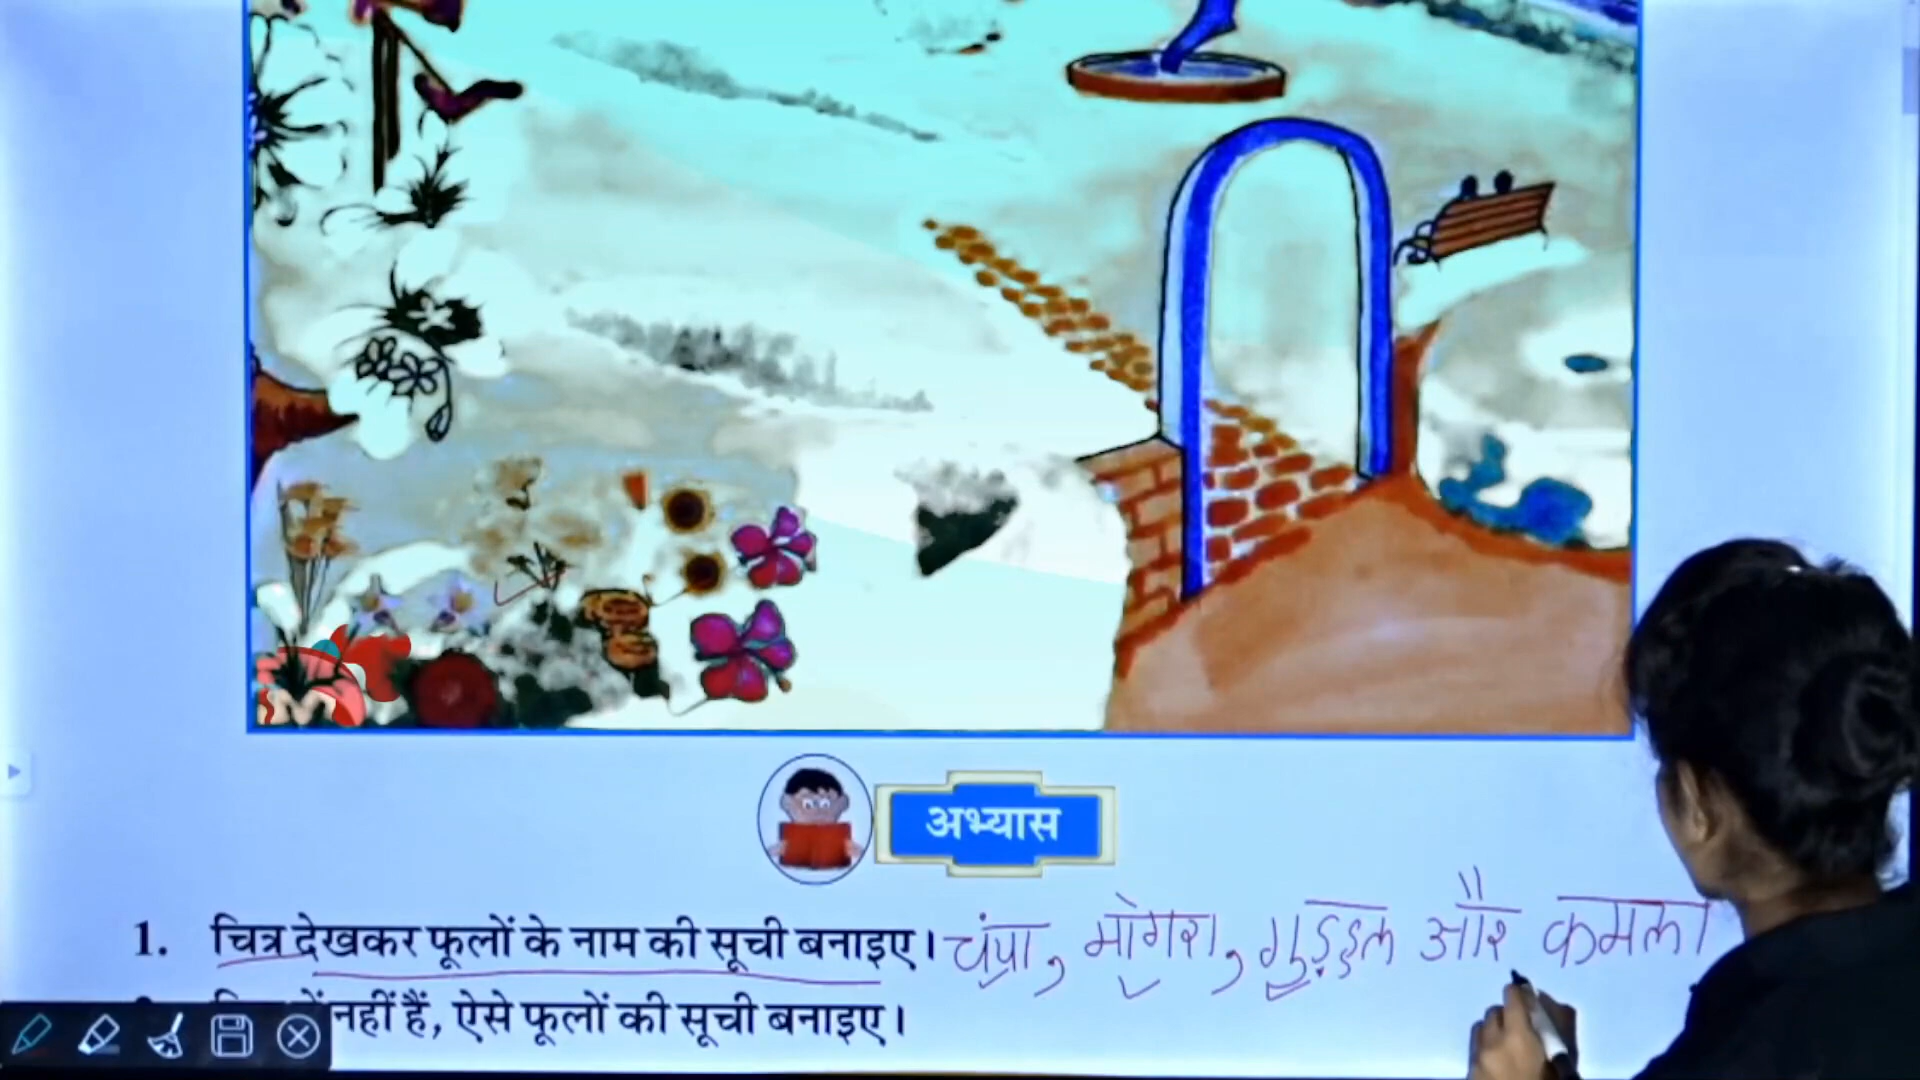 अभ्यास
1. चित्र देखकर फूलों के नाम की सूची बनाइए। चंपा, मोगरा, गुड़हल और कमल।
में नहीं हैं, ऐसे फूलों की सूची बनाइए।